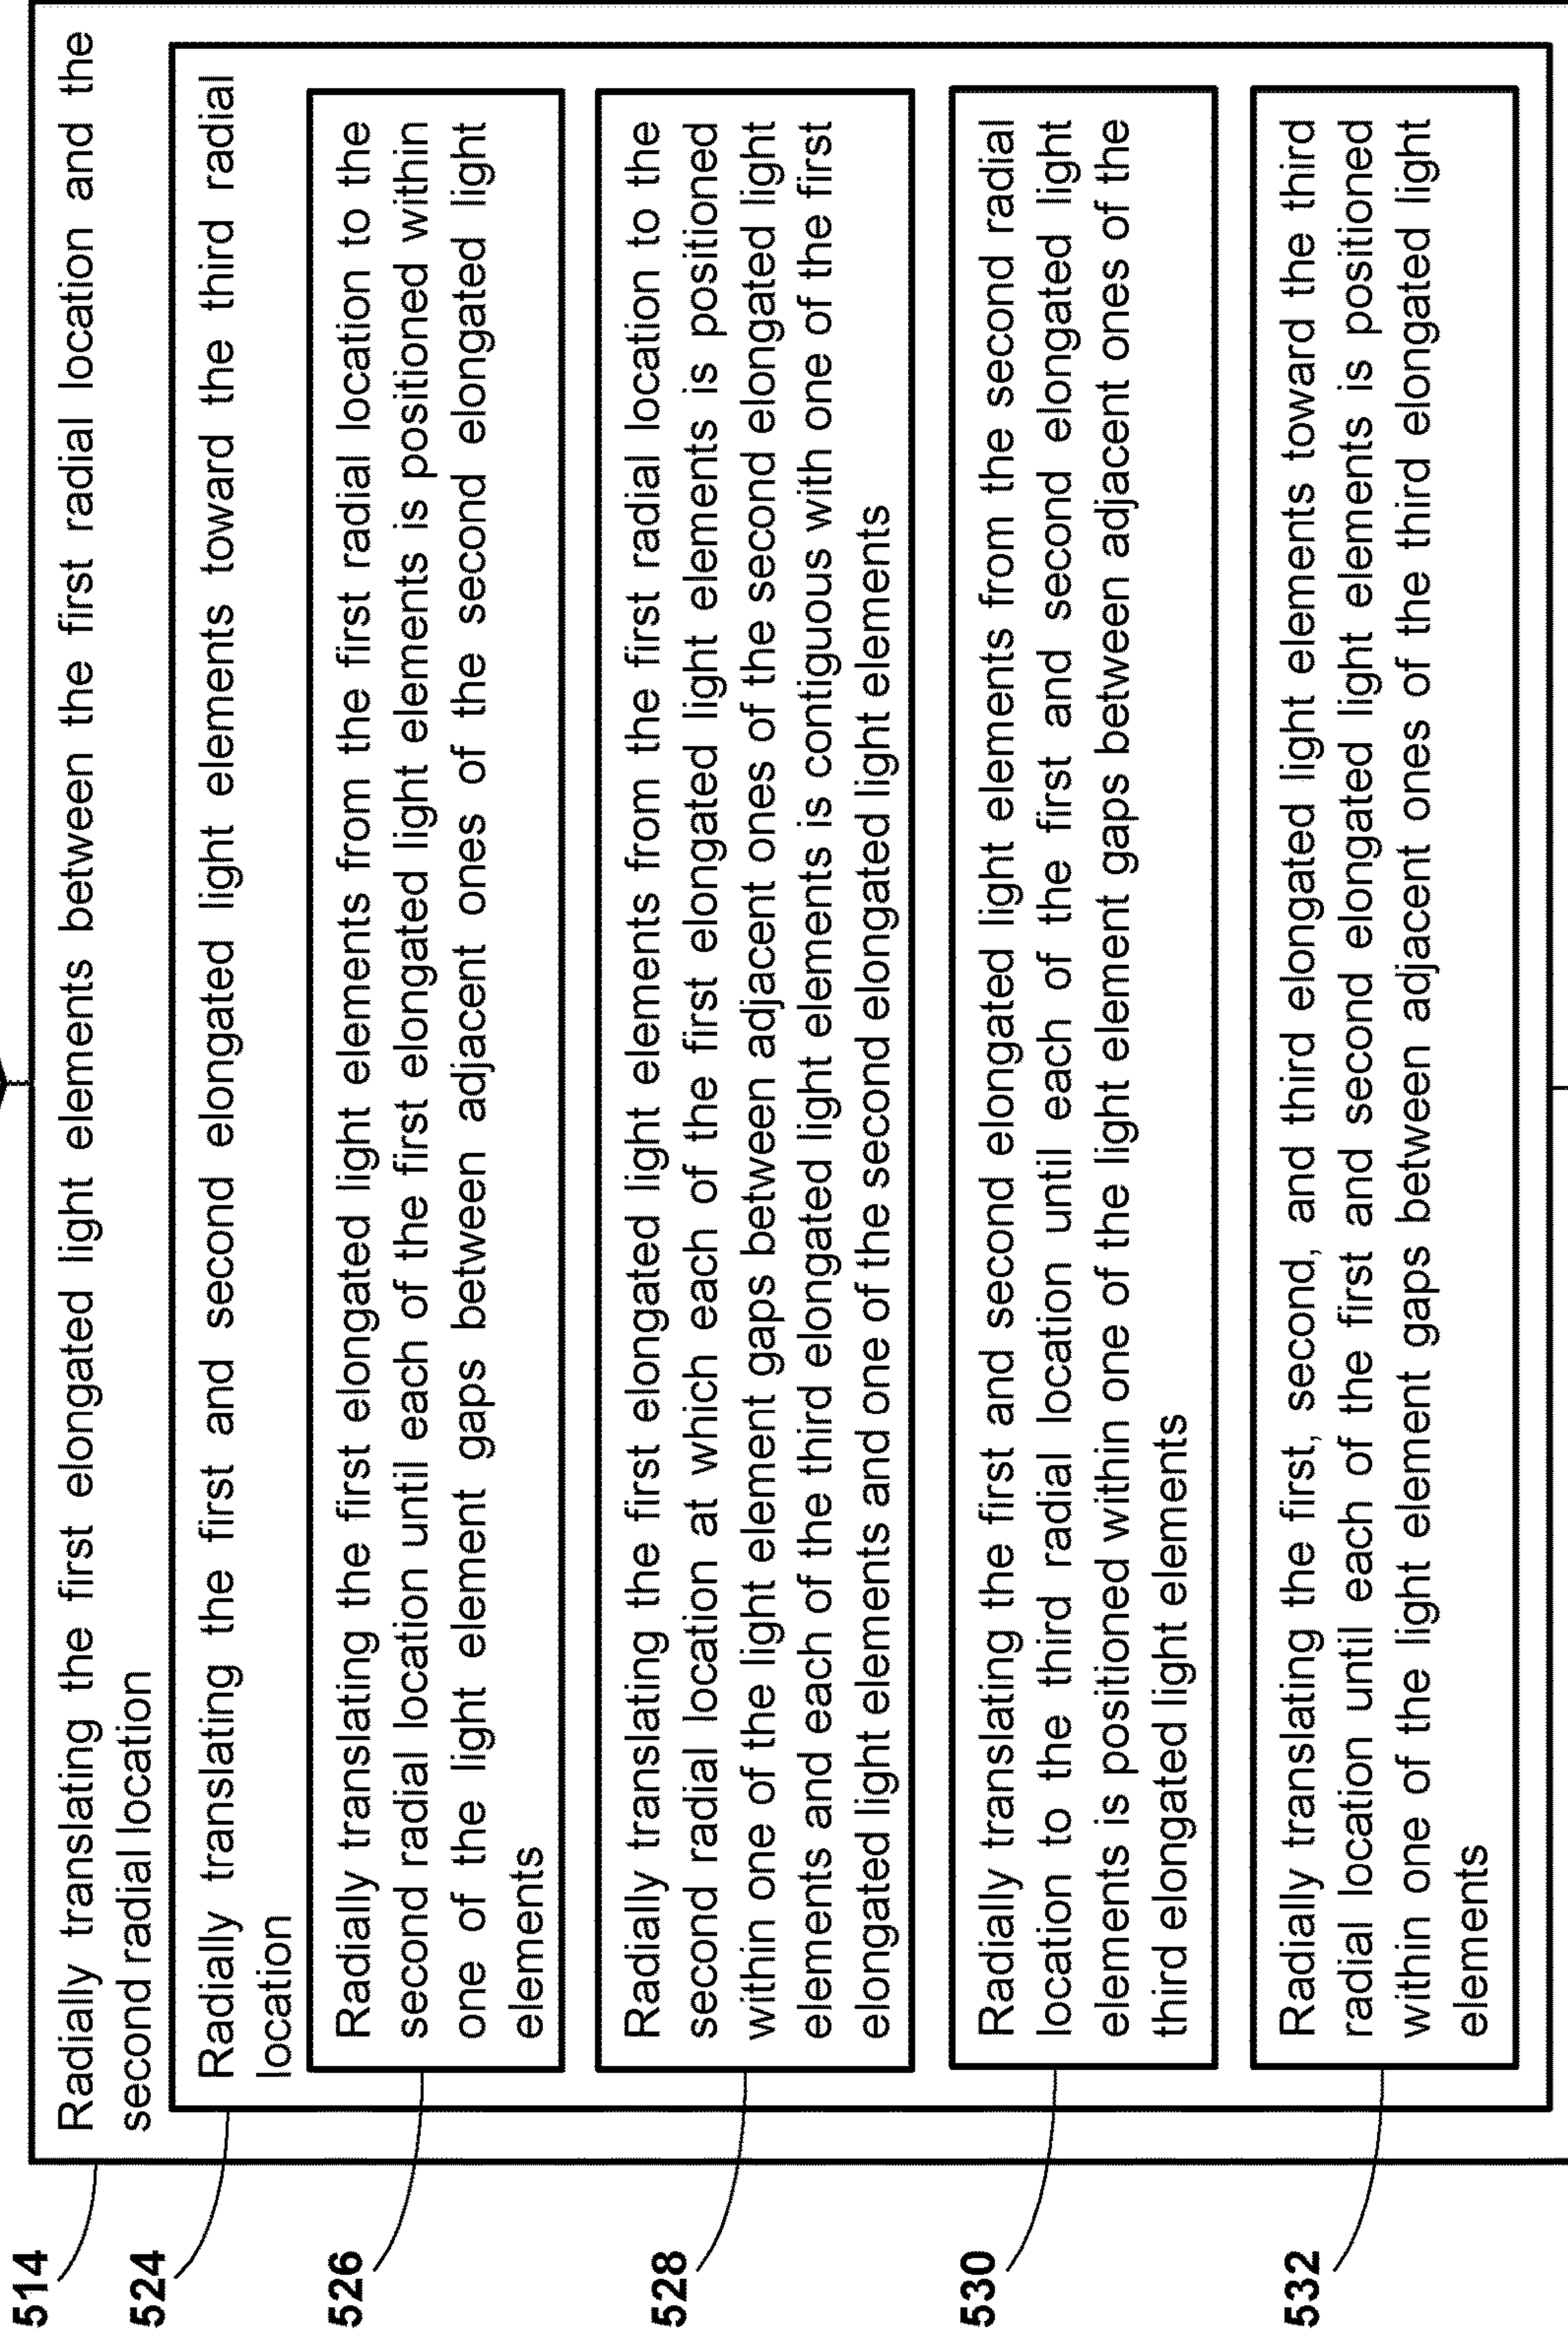 514
Radially translating the first elongated light elements between the first radial location and the
second radial location
524
Radially translating the first and second elongated light elements toward the third radial
location
526
Radially translating the first elongated light elements from the first radial location to the
second radial location until each of the first elongated light elements is positioned within
one of the light element gaps between adjacent ones of the second elongated light
elements
528
Radially translating the first elongated light elements from the first radial location to the
second radial location at which each of the first elongated light elements is positioned
within one of the light element gaps between adjacent ones of the second elongated light
elements and each of the third elongated light elements is contiguous with one of the first
elongated light elements and one of the second elongated light elements
530
Radially translating the first and second elongated light elements from the second radial
location to the third radial location until each of the first and second elongated light
elements is positioned within one of the light element gaps between adjacent ones of the
third elongated light elements
532
Radially translating the first, second, and third elongated light elements toward the third
radial location until each of the first and second elongated light elements is positioned
within one of the light element gaps between adjacent ones of the third elongated light
elements